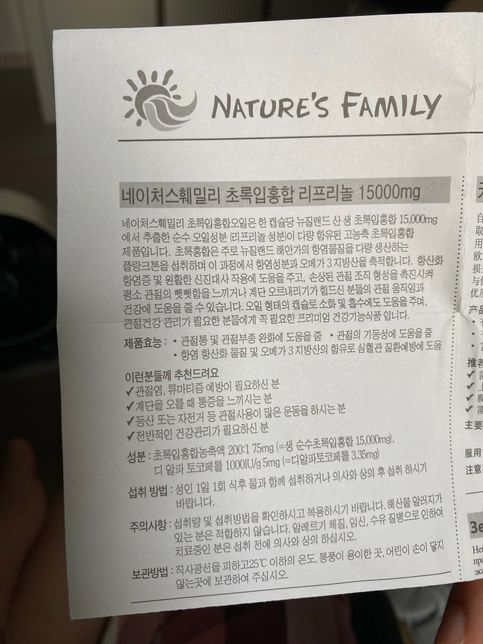 NATURE'S FAMILY
네이처스훼밀리 초록입홍합 리프리놀 15000mg
네이처스훼밀리 초록입홍합오일은 한 캡슐당 뉴질랜드 산 생 초록입홍합 15,000mg
에서 추출한 순수 오일성분(리프리놀 성분)이 다량 함유된 고농축 초록입홍합
제품입니다. 초록홍합은 주로 뉴질랜드 해안가의 항염물질을 다량 생산하는
플랑크톤을 섭취하며 이 과정에서 항염성분과 오메가 3 지방산을 축적합니다. 항산화
항염증 및 원활한 신진대사 작용에 도움을 주고, 손상된 관절 조직 형성을 촉진시켜
평소 관절의 뻣뻣함을 느끼거나 계단 오르내리기가 힘드신 분들의 관절 움직임과
건강에 도움을 줄 수 있습니다. 오일 형태의 캡슐로 소화 및 흡수에도 도움을 주며,
관절건강 관리가 필요한 분들에게 꼭 필요한 프리미엄 건강기능식품 입니다.
제품효능 : • 관절통 및 관절부종 완화에 도움을 줌 • 관절의 기동성에 도움을 줌
• 항염 항산화 물질 및 오메가 3 지방산의 함유로 심혈관 질환예방에 도움
이런분들께 추천드려요
✓관절염, 류마티즘 예방이 필요하신 분
✓계단을 오를 때 통증을 느끼시는 분
✓등산 또는 자전거 등 관절사용이 많은 운동을 하시는 분
✓전반적인 건강관리가 필요하신 분
성분 : 초록입홍합농축액 200:1 75mg (=생 순수초록입홍합 15,000mg),
디 알파 토코페롤 1000IU/g 5mg (=디알파토코페롤 3.35mg)
섭취 방법 : 성인 1일 1회 식후 물과 함께 섭취하거나 의사와 상의 후 섭취 하시기
바랍니다.
주의사항 : 섭취량 및 섭취방법을 확인하시고 복용하시기 바랍니다. 해산물 알러지가
있는 분은 적합하지 않습니다. 알레르기 체질, 임신, 수유 질병으로 인하여
치료중인 분은 섭취 전에 의사와 상의 하십시오.
보관방법 : 직사광선을 피하고25℃ 이하의 온도, 통풍이 용이한 곳, 어린이 손이 닿지
않는곳에 보관하여 주십시오.
产品
推荐
✓
✓
✓
✓
主要
服用
注意